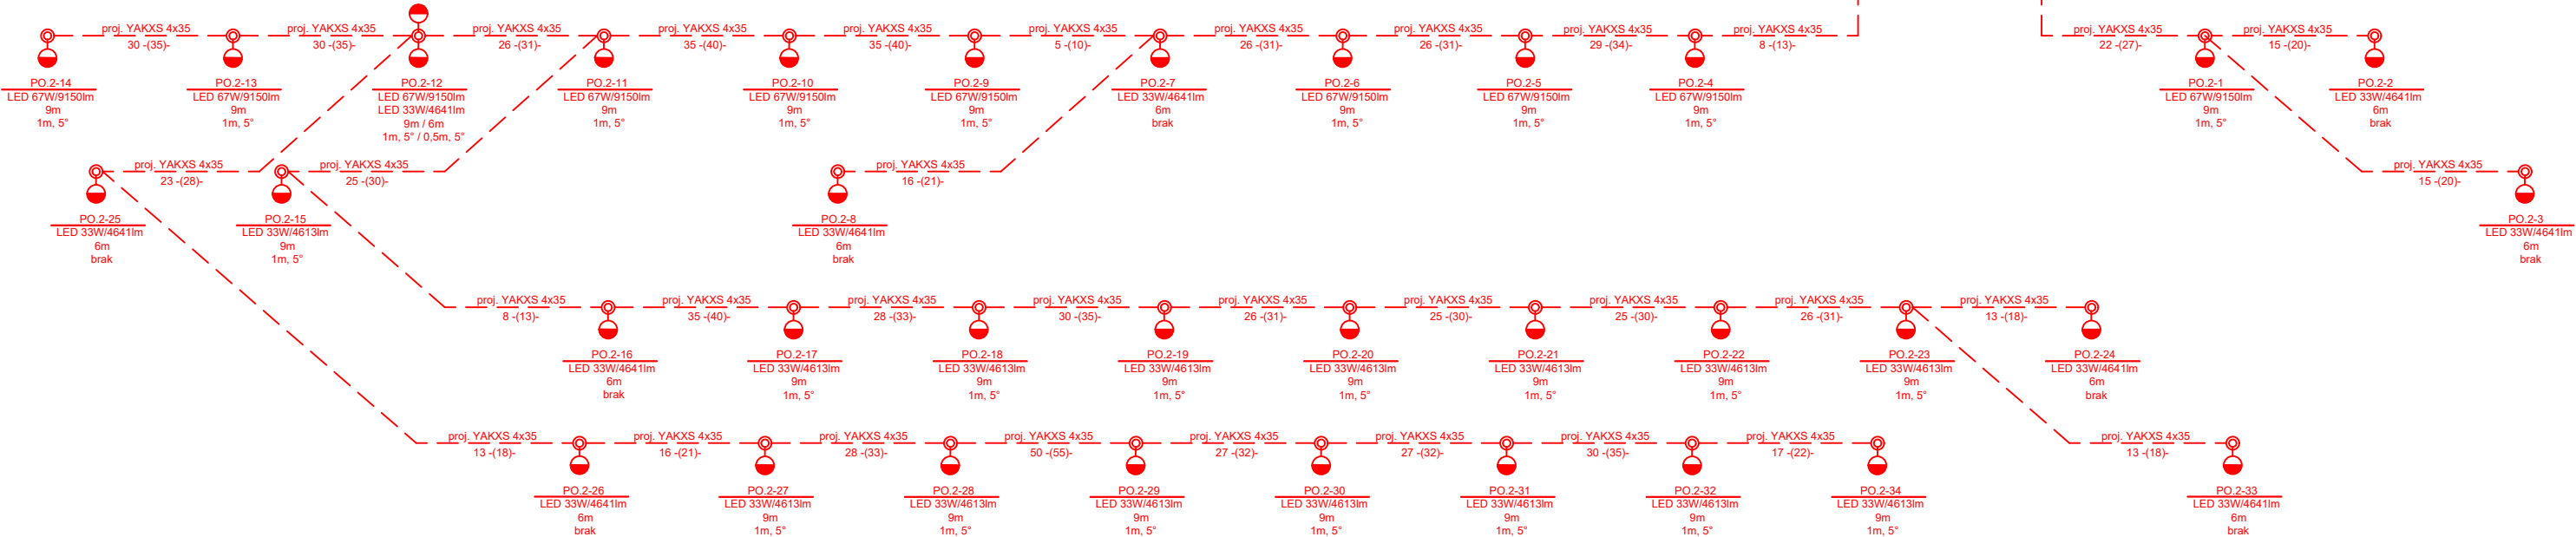 proj. YAKXS 4x35
30 -(35)-
proj. YAKXS 4x35
30 -(35)-
proj. YAKXS 4x35
26 -(31)-
proj. YAKXS 4x35
35 -(40)-
proj. YAKXS 4x35
35 -(40)-
proj. YAKXS 4x35
5 -(10)-
proj. YAKXS 4x35
26 -(31)-
proj. YAKXS 4x35
26 -(31)-
proj. YAKXS 4x35
29 -(34)-
proj. YAKXS 4x35
8 -(13)-
proj. YAKXS 4x35
22 -(27)-
proj. YAKXS 4x35
15 -(20)-
PO.2-14
LED 67W/9150lm
9m
1m, 5°
PO.2-13
LED 67W/9150lm
9m
1m, 5°
PO.2-12
LED 67W/9150lm
LED 33W/4641lm
9m / 6m
1m, 5° / 0,5m, 5°
PO.2-11
LED 67W/9150lm
9m
1m, 5°
PO.2-10
LED 67W/9150lm
9m
1m, 5°
PO.2-9
LED 67W/9150lm
9m
1m, 5°
PO.2-7
LED 33W/4641lm
6m
brak
PO.2-6
LED 67W/9150lm
9m
1m, 5°
PO.2-5
LED 67W/9150lm
9m
1m, 5°
PO.2-4
LED 67W/9150lm
9m
1m, 5°
PO.2-1
LED 67W/9150lm
9m
1m, 5°
PO.2-2
LED 33W/4641lm
6m
brak
proj. YAKXS 4x35
23 -(28)-
proj. YAKXS 4x35
25 -(30)-
proj. YAKXS 4x35
16 -(21)-
proj. YAKXS 4x35
15 -(20)-
PO.2-25
LED 33W/4641lm
6m
brak
PO.2-15
LED 33W/4613lm
9m
1m, 5°
PO.2-8
LED 33W/4641lm
6m
brak
PO.2-3
LED 33W/4641lm
6m
brak
proj. YAKXS 4x35
8 -(13)-
proj. YAKXS 4x35
35 -(40)-
proj. YAKXS 4x35
28 -(33)-
proj. YAKXS 4x35
30 -(35)-
proj. YAKXS 4x35
26 -(31)-
proj. YAKXS 4x35
25 -(30)-
proj. YAKXS 4x35
25 -(30)-
proj. YAKXS 4x35
26 -(31)-
proj. YAKXS 4x35
13 -(18)-
PO.2-16
LED 33W/4641lm
6m
brak
PO.2-17
LED 33W/4613lm
9m
1m, 5°
PO.2-18
LED 33W/4613lm
9m
1m, 5°
PO.2-19
LED 33W/4613lm
9m
1m, 5°
PO.2-20
LED 33W/4613lm
9m
1m, 5°
PO.2-21
LED 33W/4613lm
9m
1m, 5°
PO.2-22
LED 33W/4613lm
9m
1m, 5°
PO.2-23
LED 33W/4613lm
9m
1m, 5°
PO.2-24
LED 33W/4641lm
6m
brak
proj. YAKXS 4x35
13 -(18)-
proj. YAKXS 4x35
16 -(21)-
proj. YAKXS 4x35
28 -(33)-
proj. YAKXS 4x35
50 -(55)-
proj. YAKXS 4x35
27 -(32)-
proj. YAKXS 4x35
27 -(32)-
proj. YAKXS 4x35
30 -(35)-
proj. YAKXS 4x35
17 -(22)-
proj. YAKXS 4x35
13 -(18)-
PO.2-26
LED 33W/4641lm
6m
brak
PO.2-27
LED 33W/4613lm
9m
1m, 5°
PO.2-28
LED 33W/4613lm
9m
1m, 5°
PO.2-29
LED 33W/4613lm
9m
1m, 5°
PO.2-30
LED 33W/4613lm
9m
1m, 5°
PO.2-31
LED 33W/4613lm
9m
1m, 5°
PO.2-32
LED 33W/4613lm
9m
1m, 5°
PO.2-34
LED 33W/4613lm
9m
1m, 5°
PO.2-33
LED 33W/4641lm
6m
brak